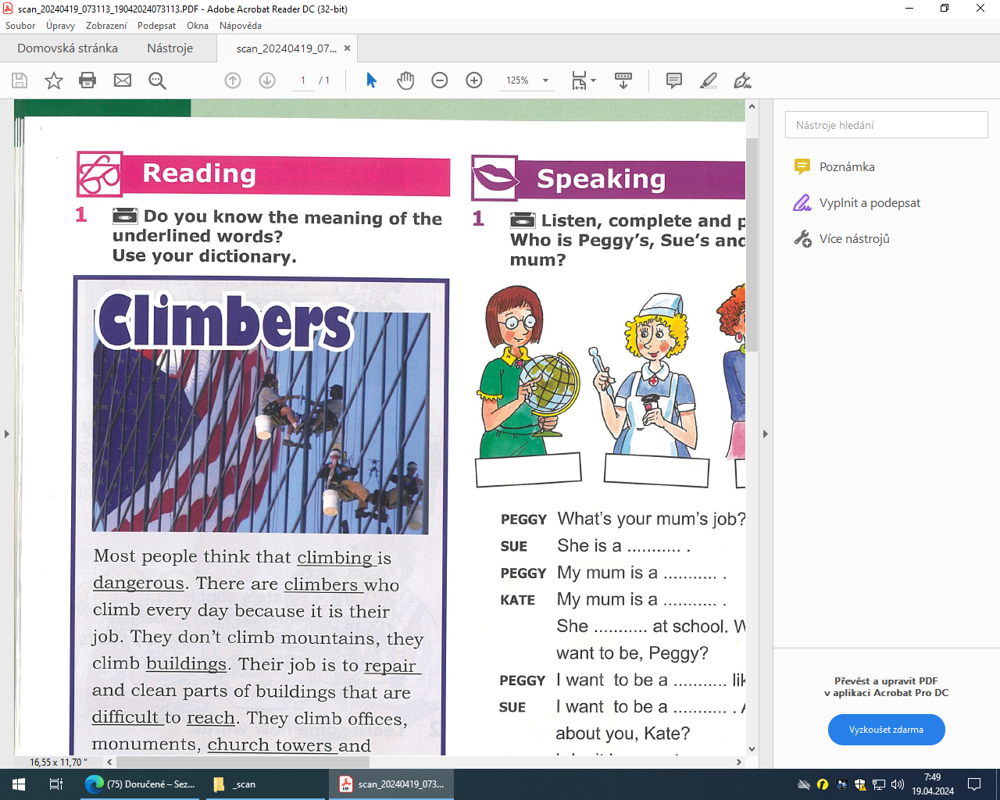 scan_20240419_073113_19042024073113.PDF - Adobe Acrobat Reader DC (32-bit)
Soubor Úpravy Zobrazení Podepsat Okna Nápověda
Domovská stránka Nástroje scan_20240419_07... ×
1 / 1 125%
Reading
1 Do you know the meaning of the
underlined words?
Use your dictionary.
Climbers
Most people think that climbing is
dangerous. There are climbers who
climb every day because it is their
job. They don't climb mountains, they
climb buildings. Their job is to repair
and clean parts of buildings that are
difficult to reach. They climb offices,
monuments, church towers and
Speaking
1 Listen, complete and p
Who is Peggy's, Sue's and
mum?
PEGGY What's your mum's job?
SUE She is a ........... .
PEGGY My mum is a ........... .
KATE My mum is a ........... .
She ........... at school. W
want to be, Peggy?
PEGGY I want to be a ........... lik
SUE I want to be a ........... . A
about you, Kate?
Nástroje hledání
Poznámka
Vyplnit a podepsat
Více nástrojů
Převést a upravit PDF
v aplikaci Acrobat Pro DC
Vyzkoušet zdarma
16,55 x 11,70 "
(75) Doručené – Sez... _scan scan_20240419_073...
7:49
19.04.2024